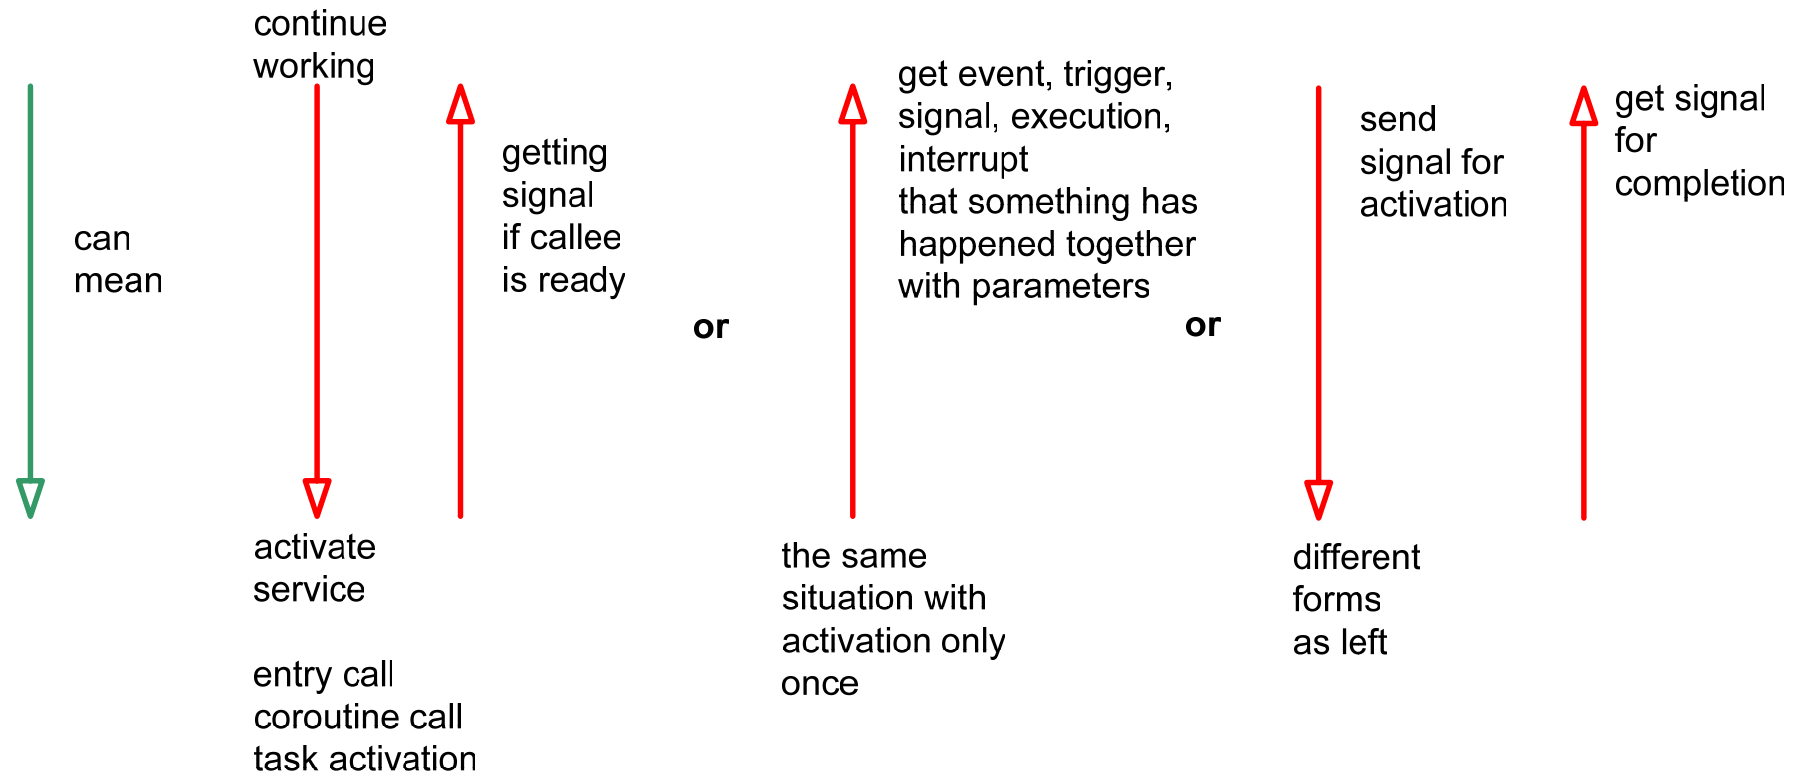 can
mean
continue
working
activate
service
entry call
coroutine call
task activation
getting
signal
if callee
is ready
or
get event, trigger,
signal, execution,
interrupt
that something has
happened together
with parameters
the same
situation with
activation only
once
or
send
signal for
activation
different
forms
as left
get signal
for
completion